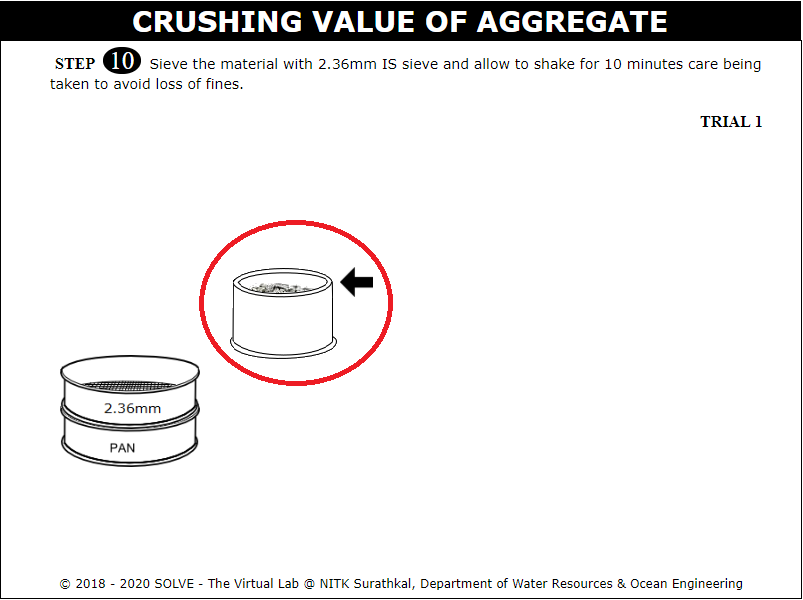 CRUSHING VALUE OF AGGREGATE
STEP 10 Sieve the material with 2.36mm IS sieve and allow to shake for 10 minutes care being
taken to avoid loss of fines.
TRIAL 1
2.36mm
PAN
© 2018 - 2020 SOLVE - The Virtual Lab @ NITK Surathkal, Department of Water Resources & Ocean Engineering